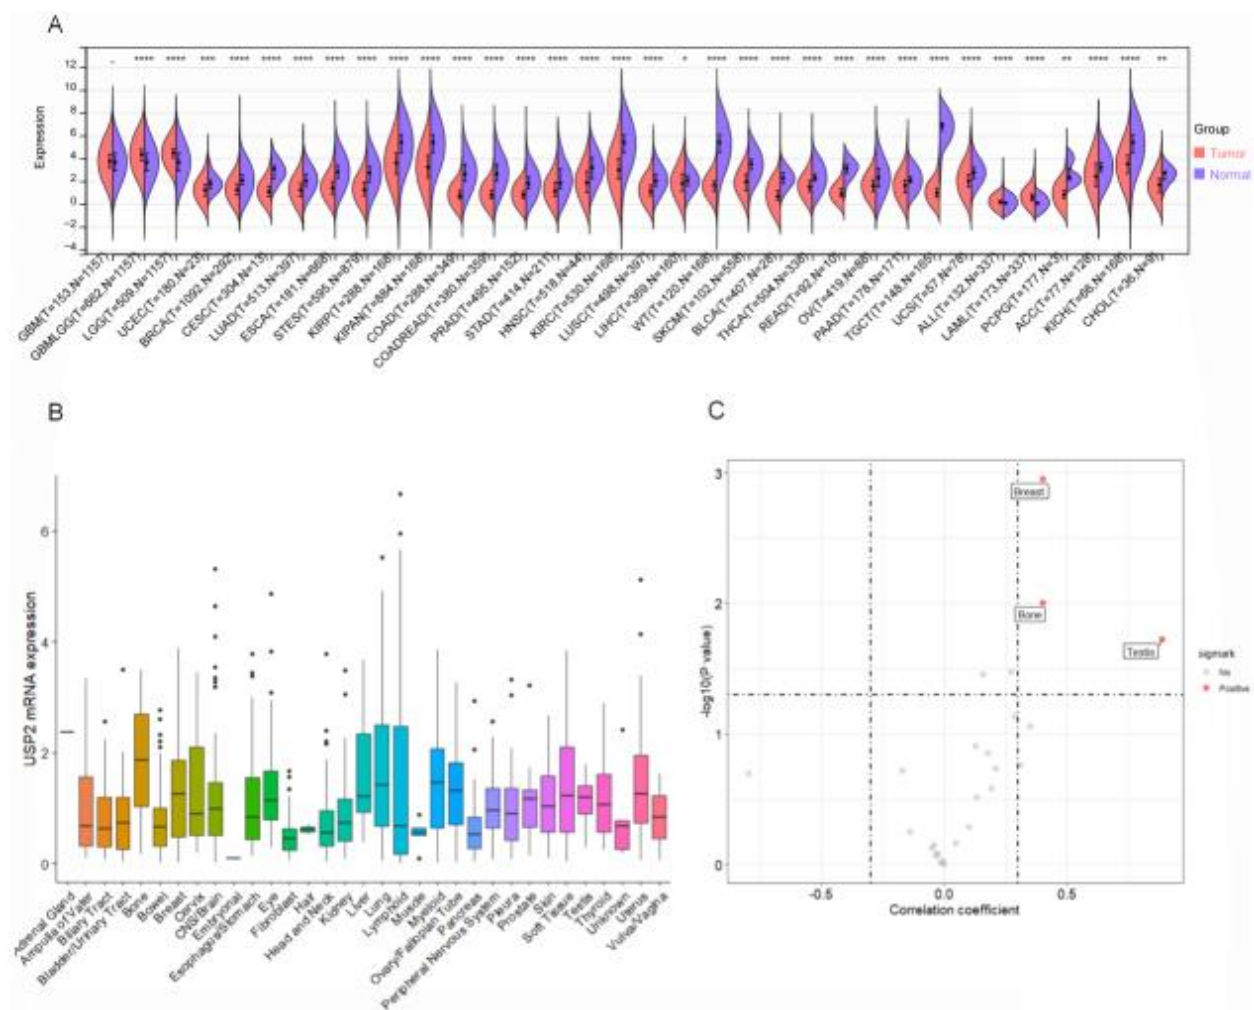 A
12
10
8
6
4
2
0
−2
−4
Expression
Group
Tumor
Normal
GBM(T=153,N=1157)
GBMLGG(T=662,N=1157)
LGG(T=509,N=1157)
UCEC(T=180,N=23)
BRCA(T=1092,N=292)
CESC(T=304,N=13)
LUAD(T=513,N=397)
ESCA(T=181,N=668)
STES(T=595,N=879)
KIRP(T=288,N=168)
KIPAN(T=884,N=168)
COAD(T=288,N=349)
COADREAD(T=380,N=359)
PRAD(T=495,N=152)
STAD(T=414,N=211)
HNSC(T=518,N=44)
KIRC(T=530,N=168)
LUSC(T=498,N=397)
LIHC(T=369,N=160)
WT(T=120,N=168)
SKCM(T=102,N=558)
BLCA(T=407,N=28)
THCA(T=504,N=338)
READ(T=92,N=10)
OV(T=419,N=88)
PAAD(T=178,N=171)
TGCT(T=148,N=165)
UCS(T=57,N=78)
ALL(T=132,N=337)
LAML(T=173,N=337)
PCPG(T=177,N=3)
ACC(T=77,N=128)
KICH(T=66,N=168)
CHOL(T=36,N=9)
B
6
4
2
0
USP2 mRNA expression
Adrenal Gland
Ampulla of Vater
Biliary Tract
Bladder/Urinary Tract
Bone
Bowel
Breast
Cervix
CNS/Brain
Embryonal
Esophagus/Stomach
Eye
Fibroblast
Hair
Head and Neck
Kidney
Liver
Lung
Lymphoid
Muscle
Myeloid
Ovary/Fallopian Tube
Pancreas
Peripheral Nervous System
Pleura
Prostate
Skin
Soft Tissue
Testis
Thyroid
Unknown
Uterus
Vulva/Vagina
C
3
2
1
0
-log10(P value)
Breast
Bone
Testis
sigmark
No
Positive
-0.5
0.0
0.5
Correlation coefficient